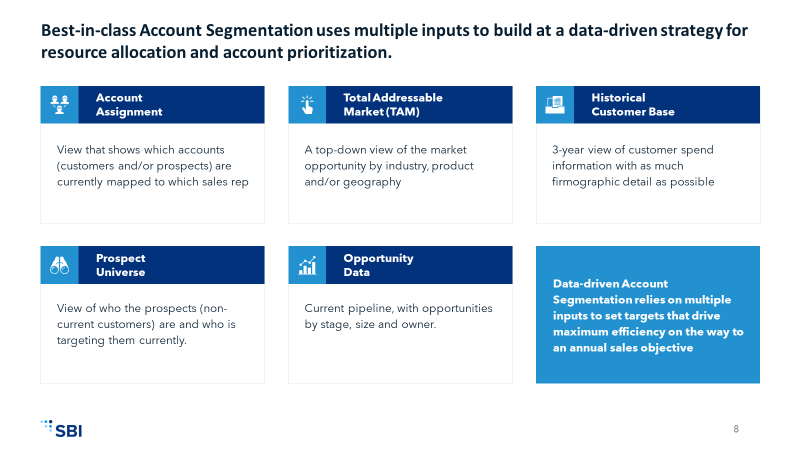 Best-in-class Account Segmentation uses multiple inputs to build at a data-driven strategy for
resource allocation and account prioritization.
Account
Assignment
View that shows which accounts
(customers and/or prospects) are
currently mapped to which sales rep
Total Addressable
Market (TAM)
A top-down view of the market
opportunity by industry, product
and/or geography
Historical
Customer Base
3-year view of customer spend
information with as much
firmographic detail as possible
Prospect
Universe
View of who the prospects (non-
current customers) are and who is
targeting them currently.
Opportunity
Data
Current pipeline, with opportunities
by stage, size and owner.
Data-driven Account
Segmentation relies on multiple
inputs to set targets that drive
maximum efficiency on the way to
an annual sales objective
SBI
8